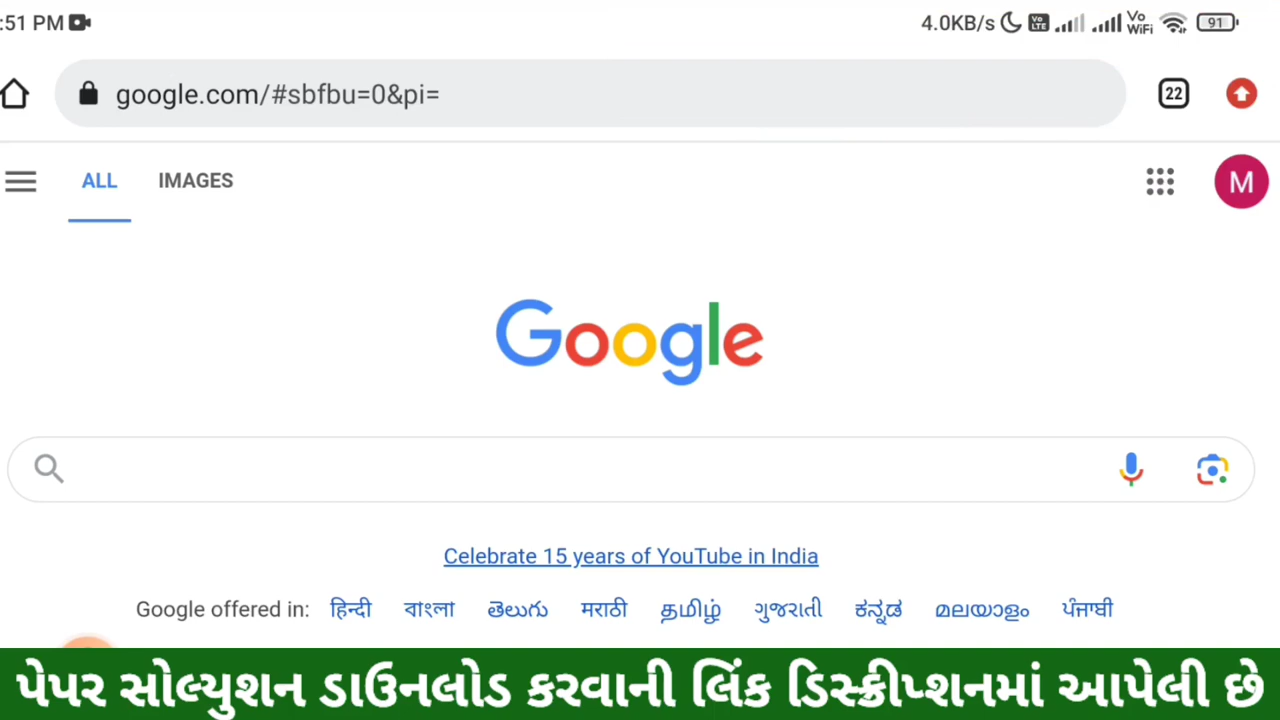 :51 PM 4.0KB/s Vo LTE Vo WiFi 91
google.com/#sbfbu=0&pi= 22
ALL IMAGES M
Google
Celebrate 15 years of YouTube in India
Google offered in: हिन्दी বাংলা తెలుగు मराठी தமிழ் ગુજરાતી ಕನ್ನಡ മലയാളം ਪੰਜਾਬੀ
પેપર સોલ્યુશન ડાઉનલોડ કરવાની લિંક ડિસ્ક્રીપ્શનમાં આપેલી છે